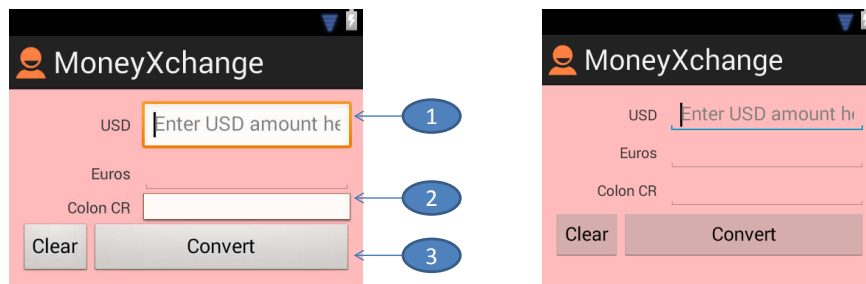 MoneyXchange
USD Enter USD amount he
1
Euros
Colon CR
2
Clear Convert
3
MoneyXchange
USD Enter USD amount h
Euros
Colon CR
Clear Convert